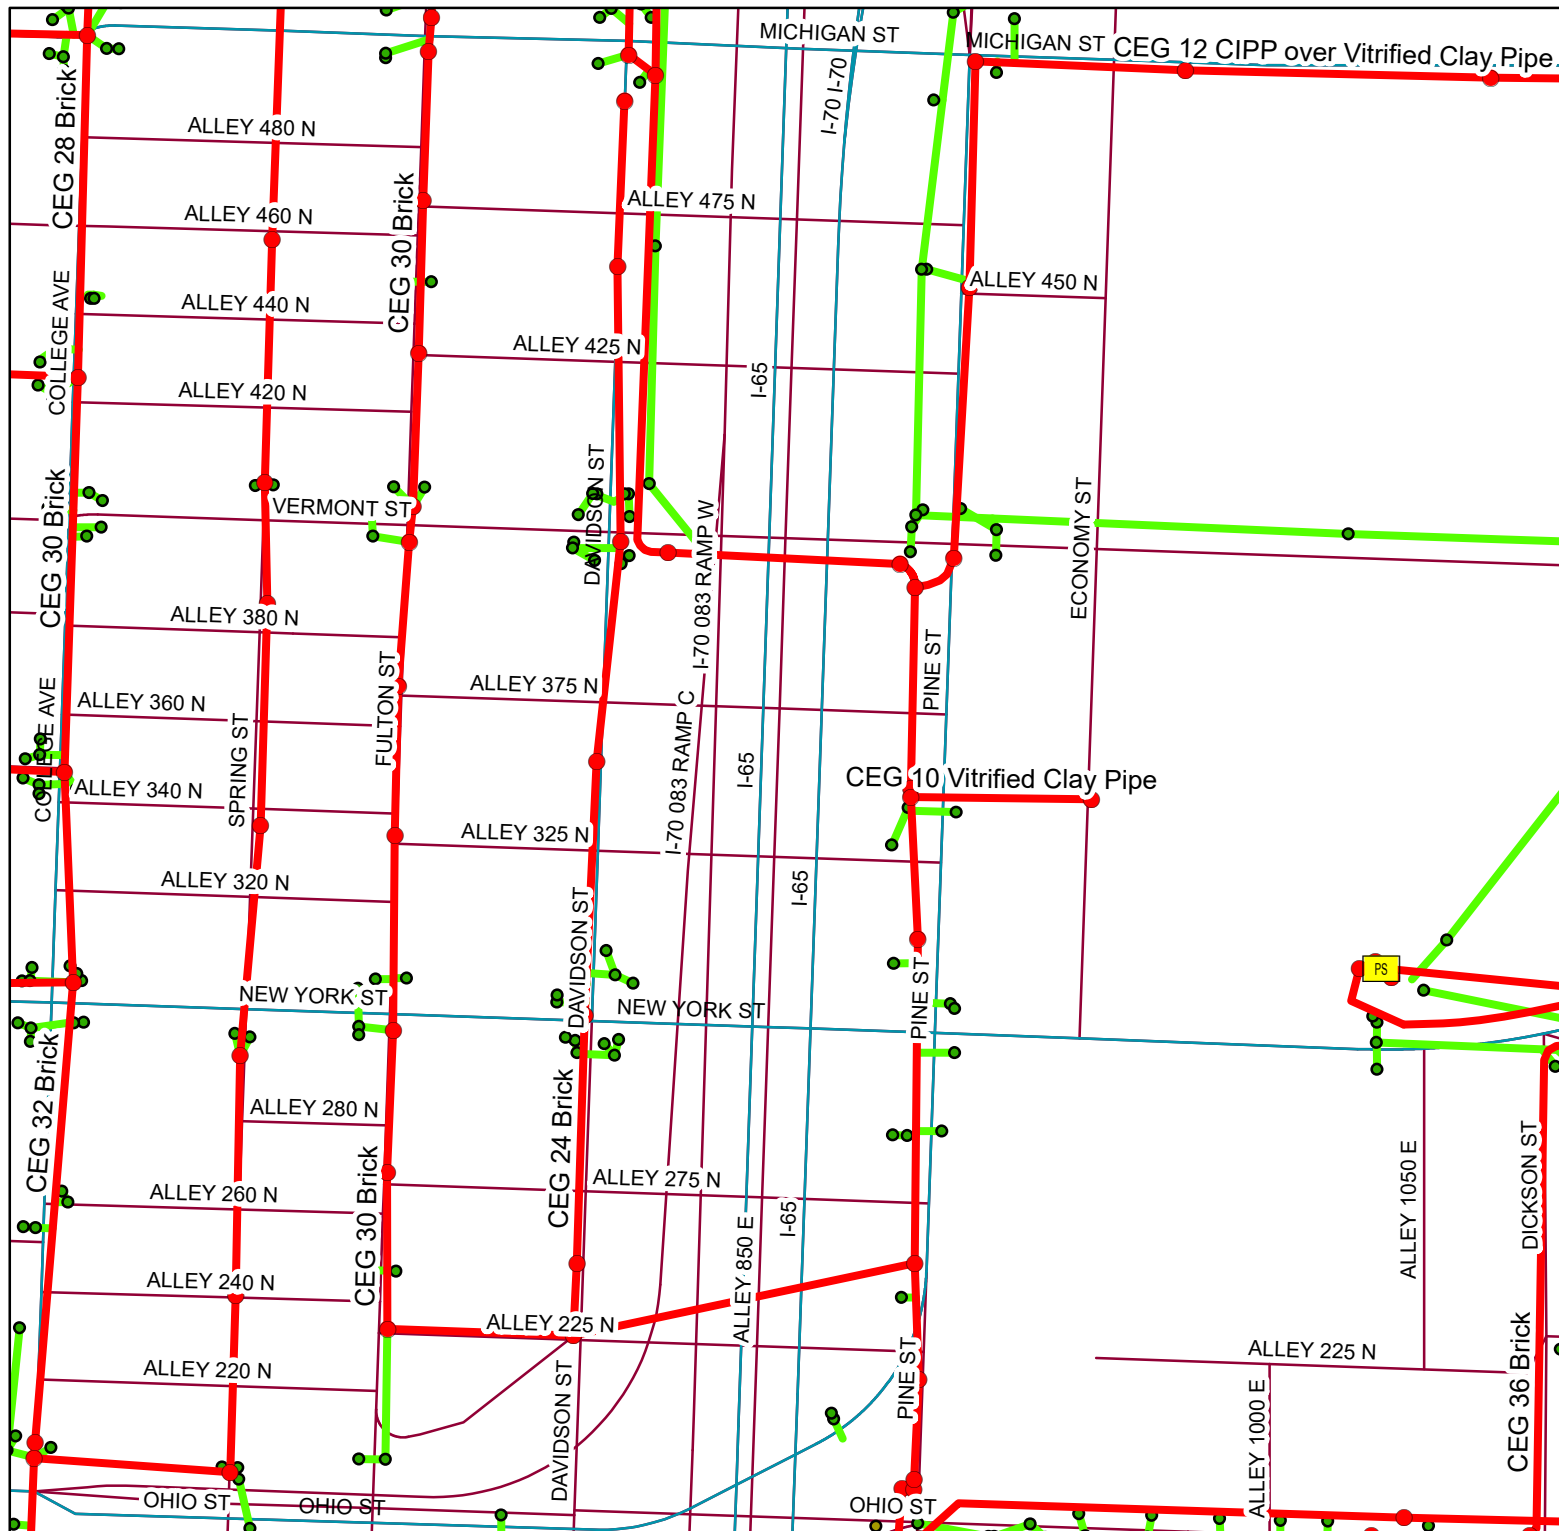 MICHIGAN ST
MICHIGAN ST
CEG 12 CIPP over Vitrified Clay Pipe
I-70 I-70
CEG 28 Brick
ALLEY 480 N
ALLEY 475 N
ALLEY 460 N
CEG 30 Brick
ALLEY 450 N
ALLEY 440 N
COLLEGE AVE
ALLEY 425 N
I-65
ALLEY 420 N
CEG 30 Brick
VERMONT ST
DAVIDSON ST
I-70 083 RAMP W
ECONOMY ST
ALLEY 380 N
FULTON ST
PINE ST
ALLEY 375 N
ALLEY 360 N
COLLEGE AVE
SPRING ST
I-70 083 RAMP C
I-65
CEG 10 Vitrified Clay Pipe
ALLEY 340 N
ALLEY 325 N
ALLEY 320 N
I-65
DAVIDSON ST
PINE ST
PS
NEW YORK ST
NEW YORK ST
CEG 32 Brick
ALLEY 280 N
CEG 24 Brick
ALLEY 275 N
ALLEY 260 N
CEG 30 Brick
I-65
ALLEY 1050 E
DICKSON ST
ALLEY 850 E
ALLEY 240 N
ALLEY 225 N
ALLEY 225 N
ALLEY 220 N
PINE ST
DAVIDSON ST
CEG 36 Brick
ALLEY 1000 E
OHIO ST
OHIO ST
OHIO ST